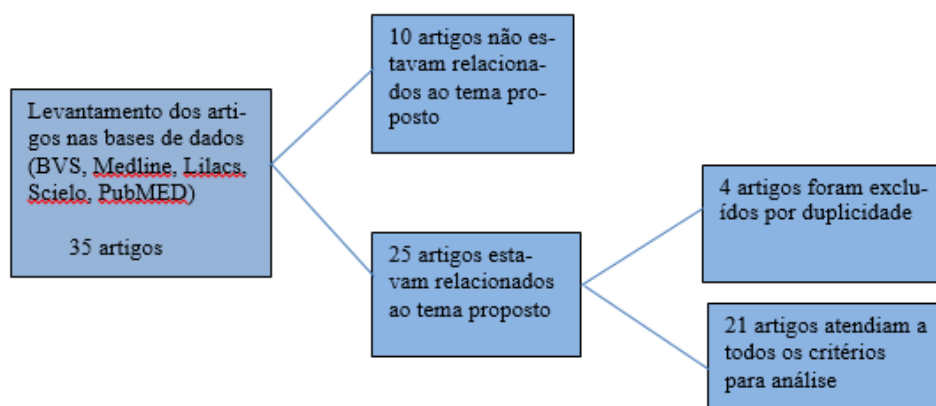 Levantamento dos arti-
gos nas bases de dados
(BVS, Medline, Lilacs,
Scielo, PubMED)
35 artigos
10 artigos não es-
tavam relaciona-
dos ao tema pro-
posto
25 artigos esta-
vam relacionados
ao tema proposto
4 artigos foram exclu-
ídos por duplicidade
21 artigos atendiam a
todos os critérios
para análise